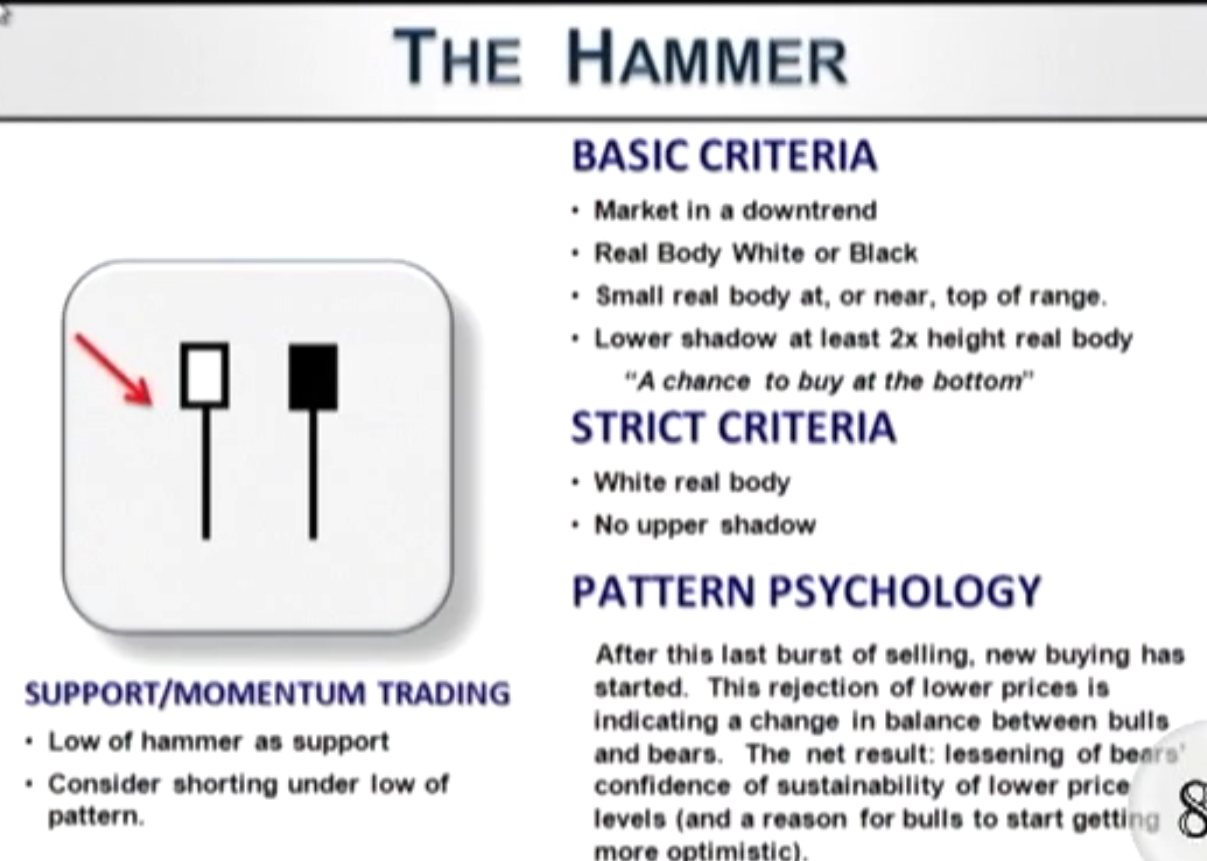 THE HAMMER
BASIC CRITERIA
• Market in a downtrend
• Real Body White or Black
• Small real body at, or near, top of range.
• Lower shadow at least 2x height real body
"A chance to buy at the bottom"
STRICT CRITERIA
• White real body
• No upper shadow
PATTERN PSYCHOLOGY
After this last burst of selling, new buying has
started. This rejection of lower prices is
indicating a change in balance between bulls
and bears. The net result: lessening of bears'
confidence of sustainability of lower price
levels (and a reason for bulls to start getting
more optimistic).
SUPPORT/MOMENTUM TRADING
• Low of hammer as support
• Consider shorting under low of
pattern.
8